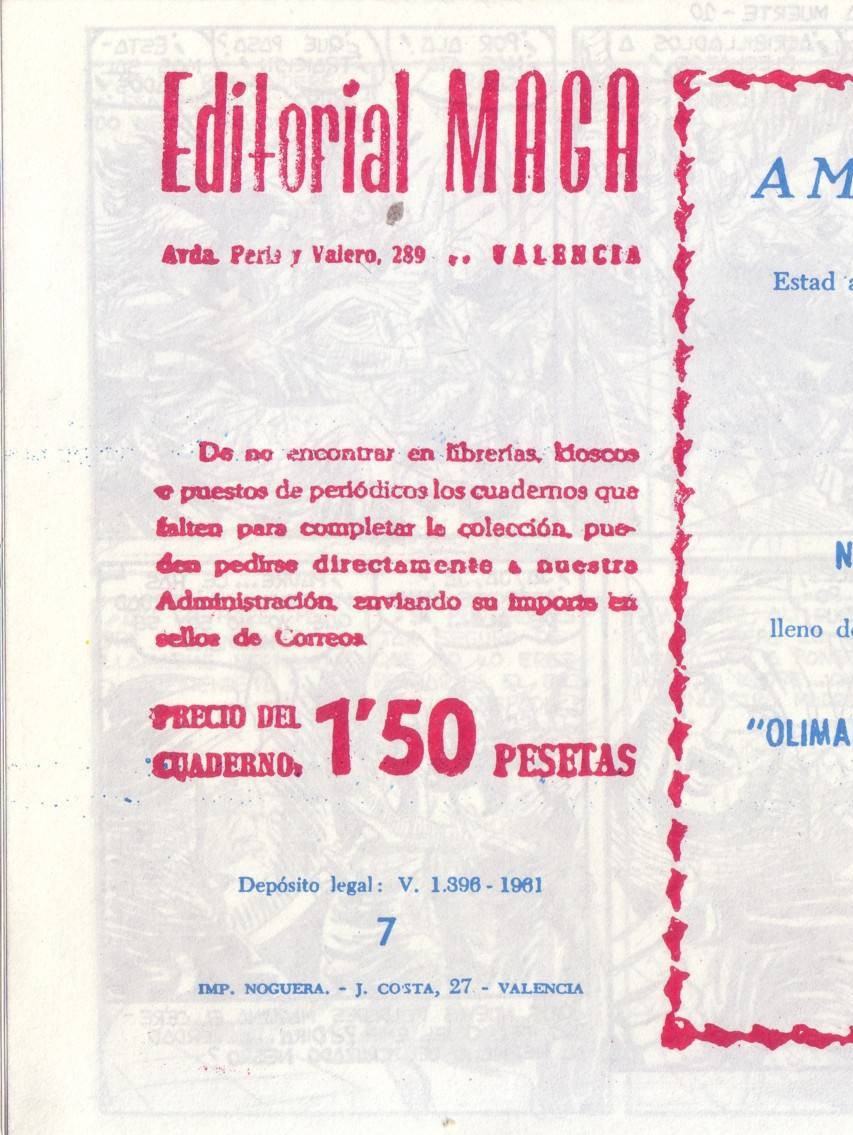 Editorial MAGA
Avda. Peris y Valero, 289 -- VALENCIA
De no encontrar en librerías, kioscos
o puestos de periódicos los cuadernos que
falten para completar la colección, pue-
den pedirse directamente a nuestra
Administración, enviando su importe en
sellos de Correos
PRECIO DEL
CUADERNO, 1'50 PESETAS
Depósito legal: V. 1.396 - 1961
7
IMP. NOGUERA. - J. COSTA, 27 - VALENCIA
AM
Estad a
N
lleno d
"OLIMA